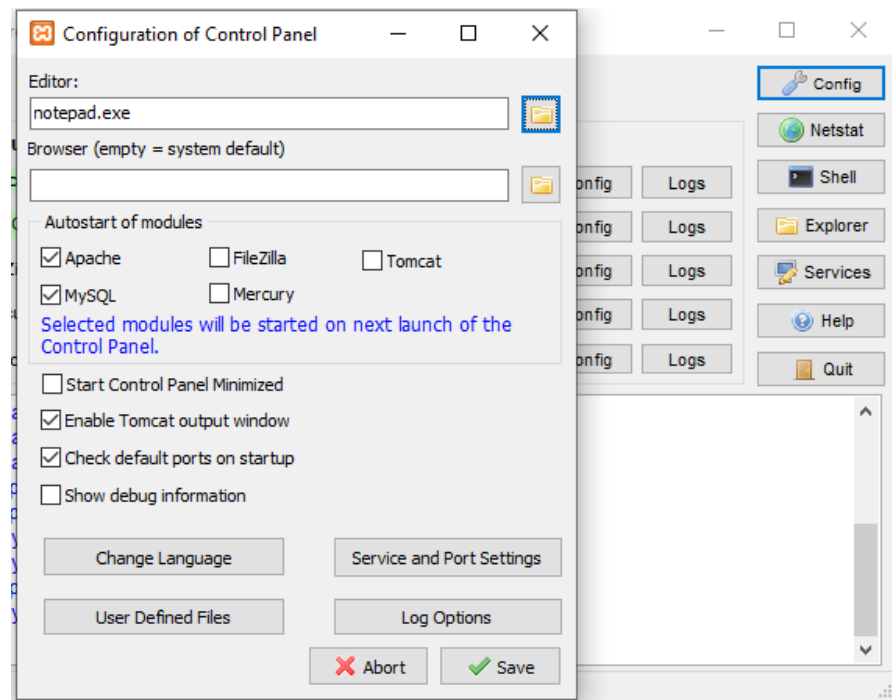 Configuration of Control Panel
Editor:
notepad.exe
Browser (empty = system default)
Autostart of modules
Apache
FileZilla
Tomcat
MySQL
Mercury
Selected modules will be started on next launch of the
Control Panel.
Start Control Panel Minimized
Enable Tomcat output window
Check default ports on startup
Show debug information
Change Language
Service and Port Settings
User Defined Files
Log Options
Abort
Save
Logs
Logs
Logs
Logs
Logs
Config
Netstat
Shell
Explorer
Services
Help
Quit